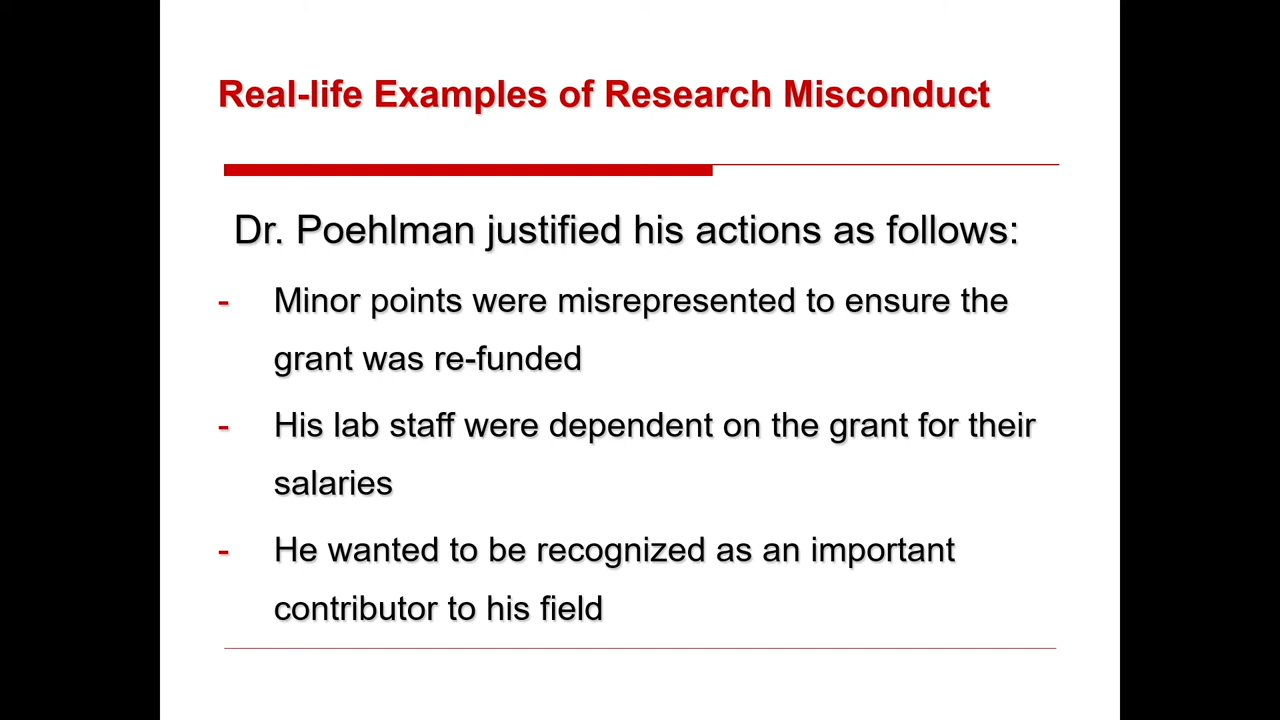 Real-life Examples of Research Misconduct
Dr. Poehlman justified his actions as follows:
- Minor points were misrepresented to ensure the
grant was re-funded
- His lab staff were dependent on the grant for their
salaries
- He wanted to be recognized as an important
contributor to his field